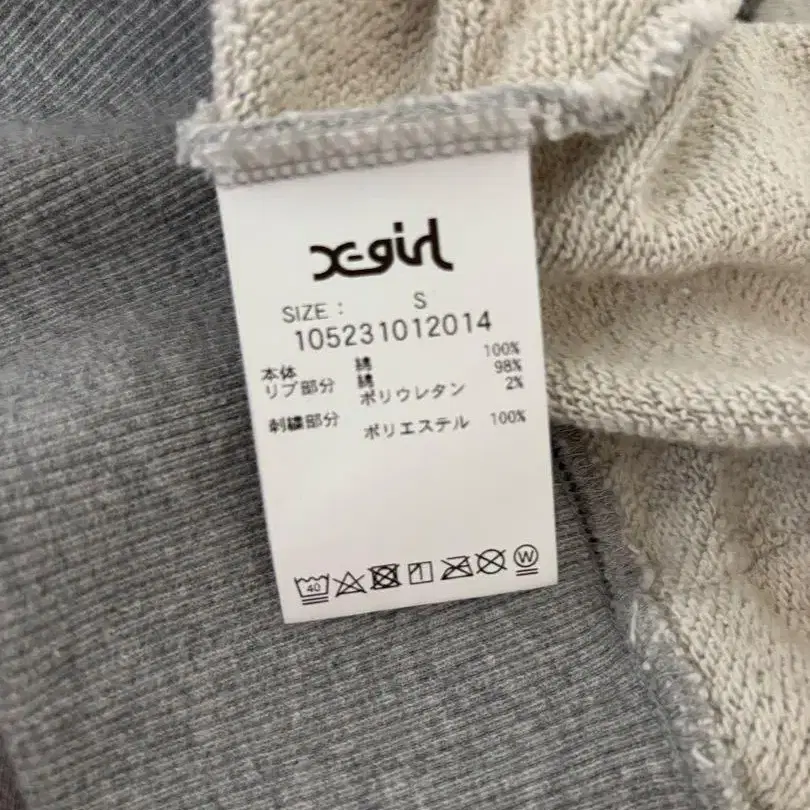 X-girl
SIZE : S
105231012014
本体 綿 100%
リブ部分 綿 98%
ポリウレタン 2%
刺繍部分 ポリエステル 100%
40 W